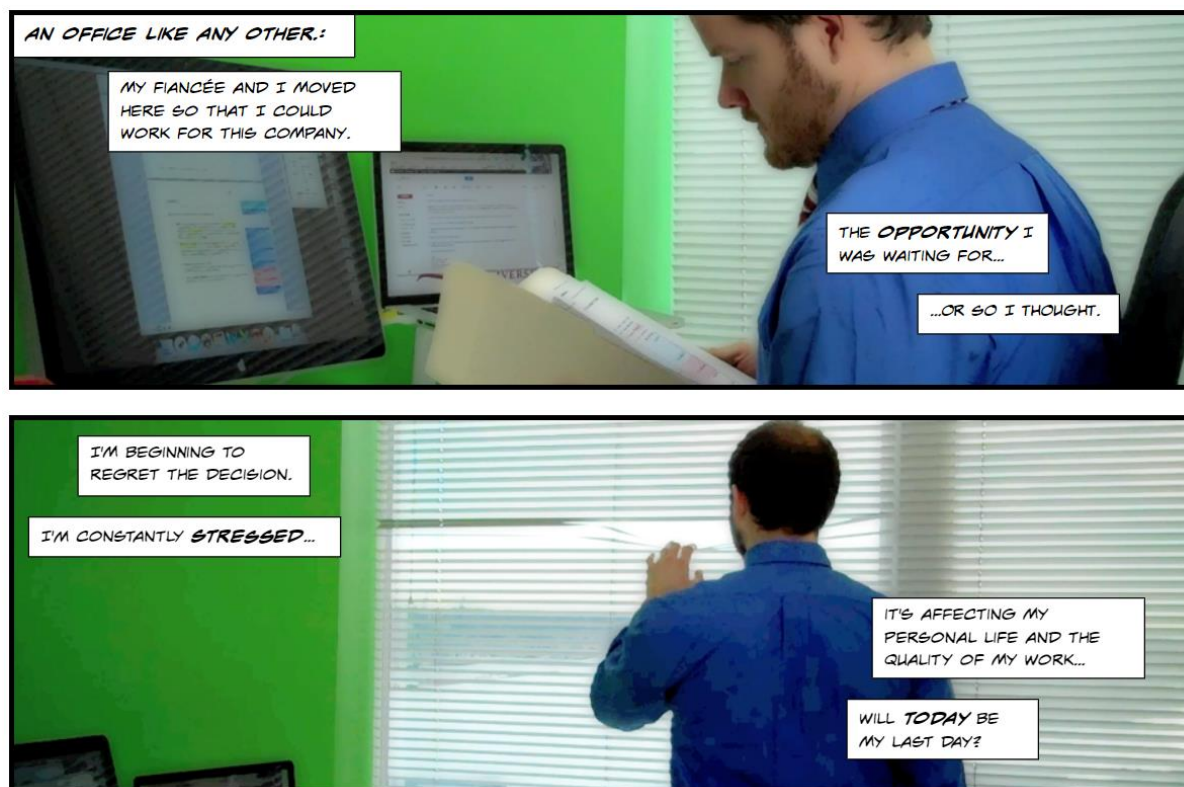 AN OFFICE LIKE ANY OTHER.:
MY FIANCÉE AND I MOVED
HERE SO THAT I COULD
WORK FOR THIS COMPANY.
THE OPPORTUNITY I
WAS WAITING FOR...
...OR SO I THOUGHT.
I'M BEGINNING TO
REGRET THE DECISION.
I'M CONSTANTLY STRESSED...
IT'S AFFECTING MY
PERSONAL LIFE AND THE
QUALITY OF MY WORK...
WILL TODAY BE
MY LAST DAY?